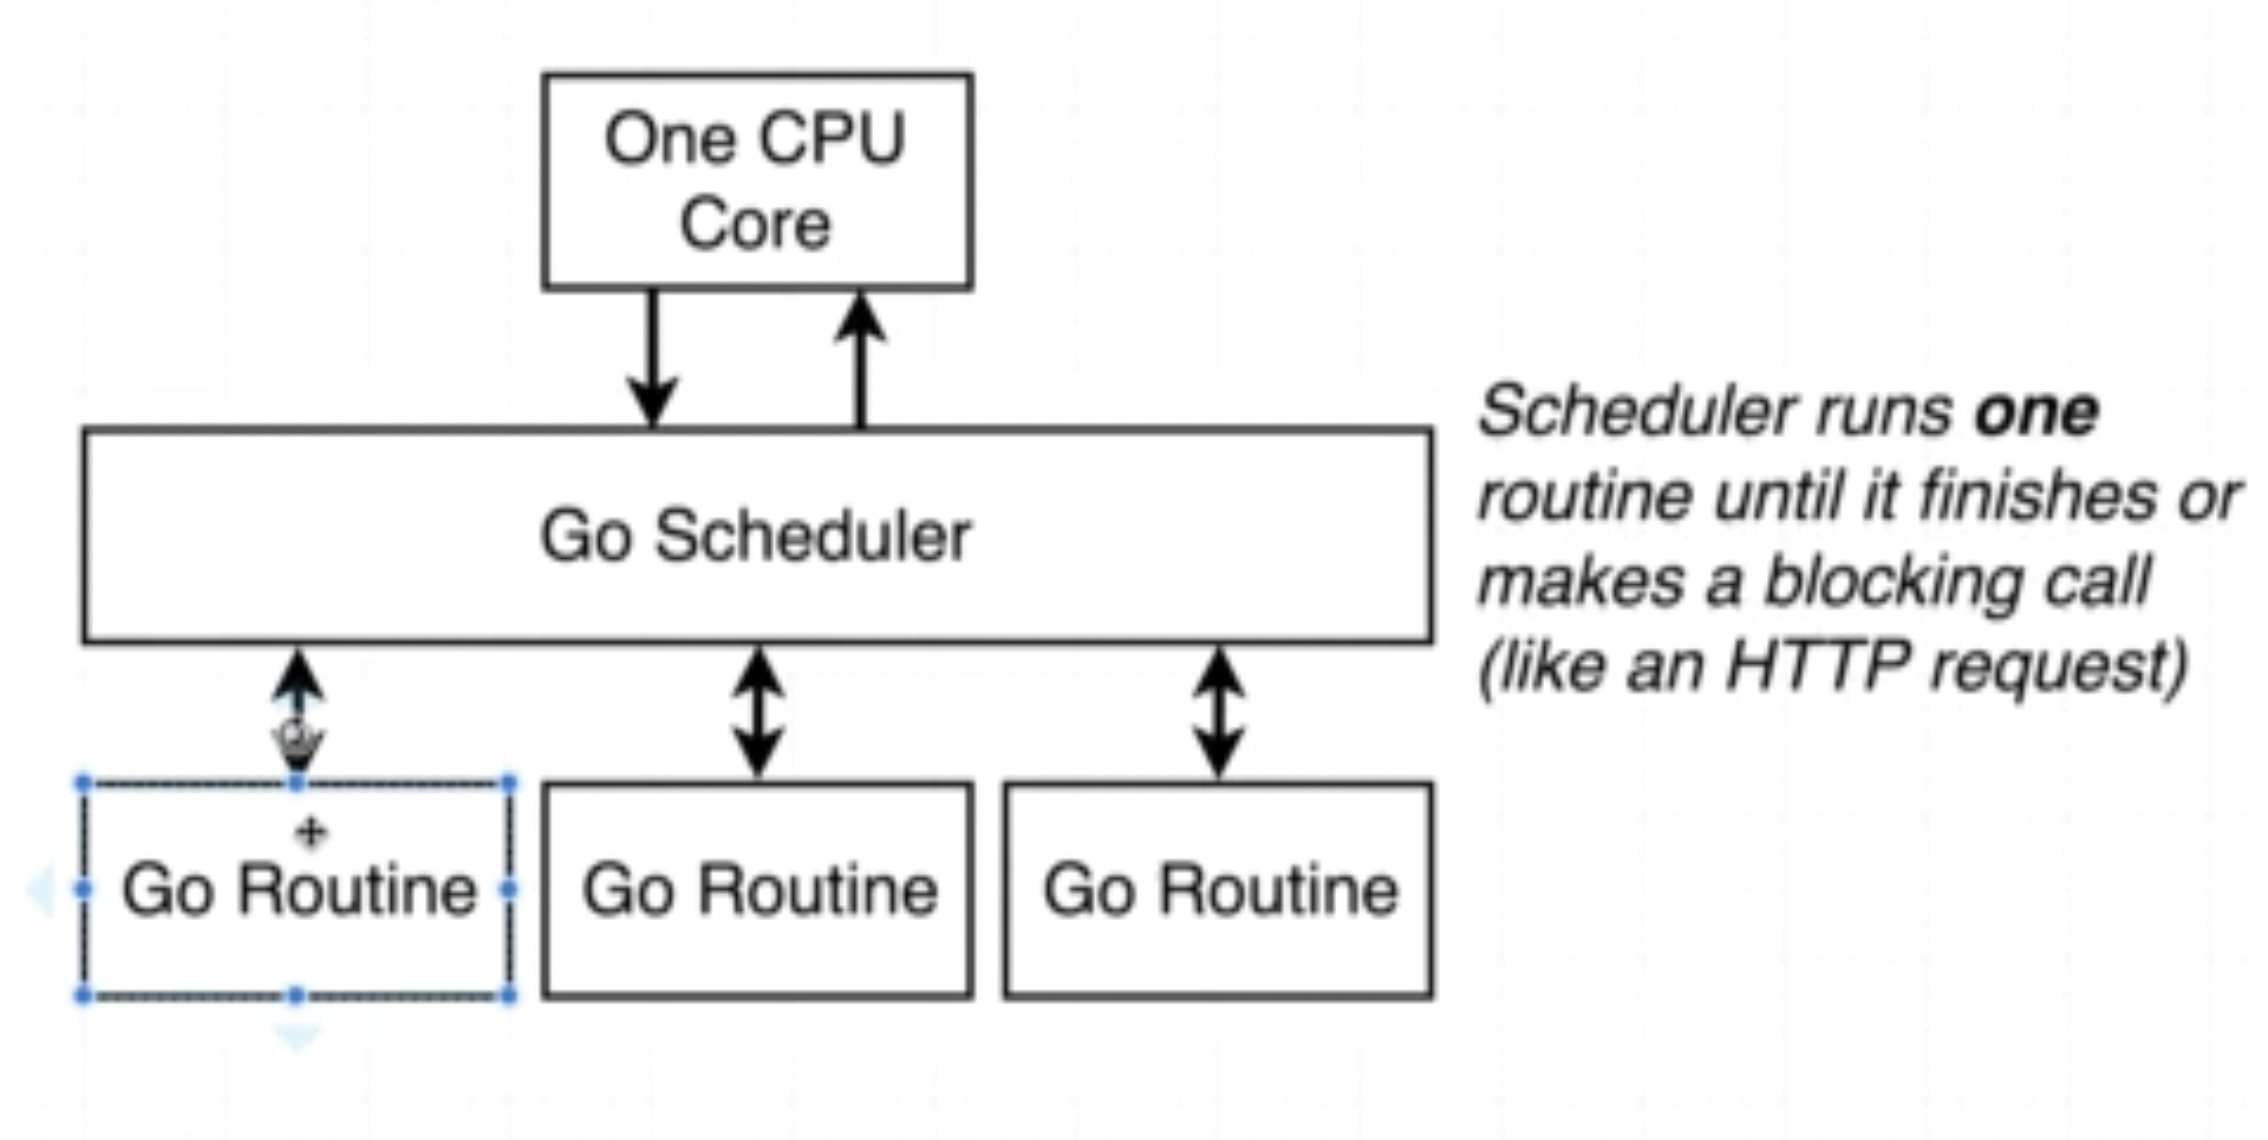 One CPU
Core
Go Scheduler
Scheduler runs one
routine until it finishes or
makes a blocking call
(like an HTTP request)
Go Routine
Go Routine
Go Routine